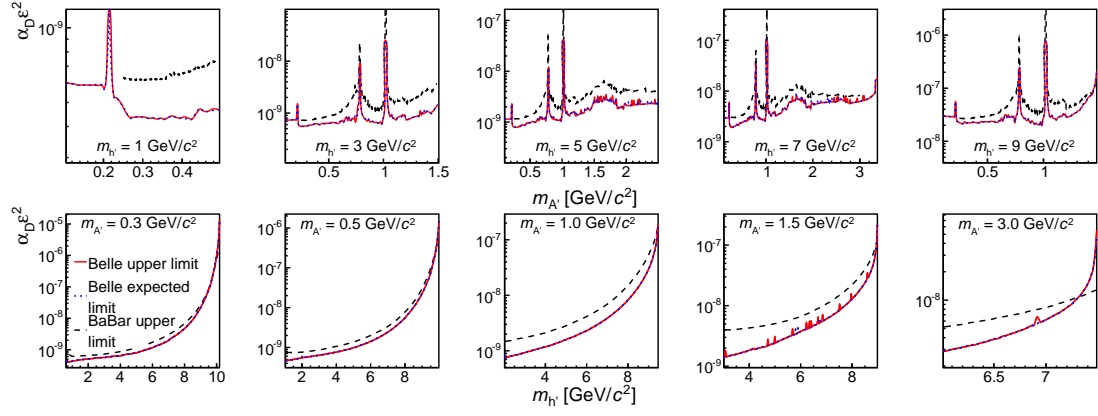 α_Dε²
10⁻⁹
m_h' = 1 GeV/c²
0.1 0.2 0.3 0.4
10⁻⁸
10⁻⁹
m_h' = 3 GeV/c²
0.5 1 1.5
10⁻⁷
10⁻⁸
10⁻⁹
m_h' = 5 GeV/c²
0.5 1 1.5 2
m_A' [GeV/c²]
10⁻⁷
10⁻⁸
10⁻⁹
m_h' = 7 GeV/c²
1 2 3
10⁻⁶
10⁻⁷
10⁻⁸
m_h' = 9 GeV/c²
0.5 1
α_Dε²
10⁻⁵
10⁻⁶
10⁻⁷
10⁻⁸
10⁻⁹
m_A' = 0.3 GeV/c²
Belle upper limit
Belle expected
limit
BaBar upper
limit
2 4 6 8 10
10⁻⁶
10⁻⁷
10⁻⁸
10⁻⁹
m_A' = 0.5 GeV/c²
2 4 6 8
10⁻⁷
10⁻⁸
10⁻⁹
m_A' = 1.0 GeV/c²
4 6 8
m_h' [GeV/c²]
10⁻⁷
10⁻⁸
10⁻⁹
m_A' = 1.5 GeV/c²
4 6 8
10⁻⁸
m_A' = 3.0 GeV/c²
6.5 7